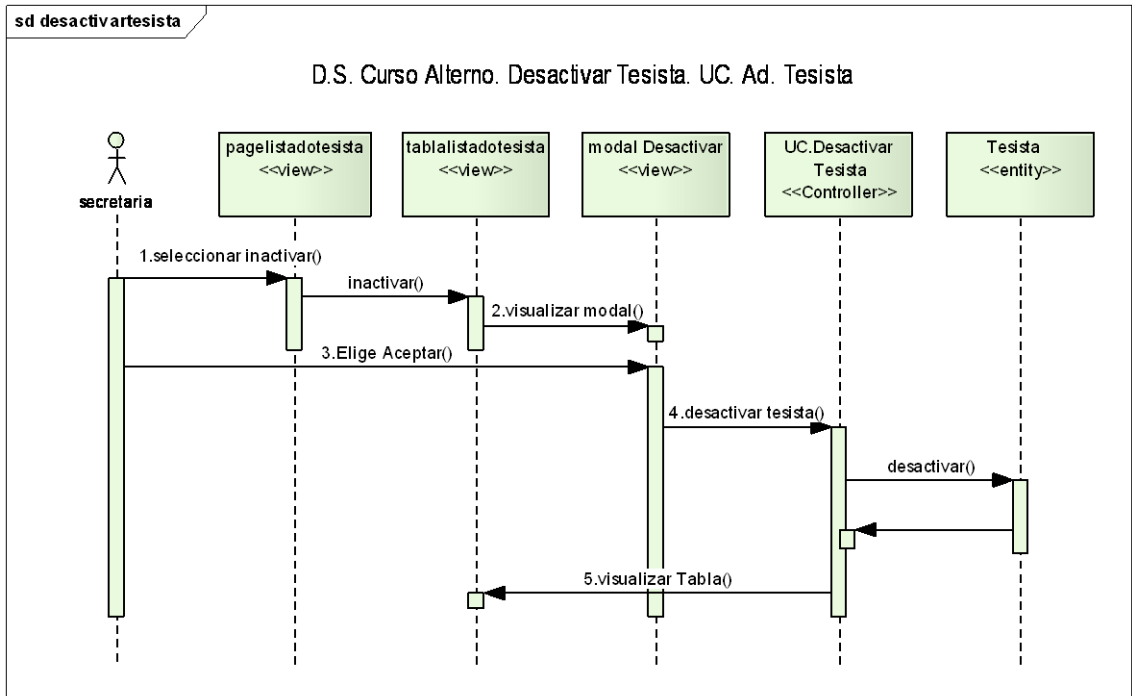 sd desactivartesista
D.S. Curso Alterno. Desactivar Tesista. UC. Ad. Tesista
secretaria
pagelistadotesista
<<view>>
tablalistadotesista
<<view>>
modal Desactivar
<<view>>
UC.Desactivar
Tesista
<<Controller>>
Tesista
<<entity>>
1.seleccionar inactivar()
inactivar()
2.visualizar modal()
3.Elige Aceptar()
4.desactivar tesista()
desactivar()
5.visualizar Tabla()